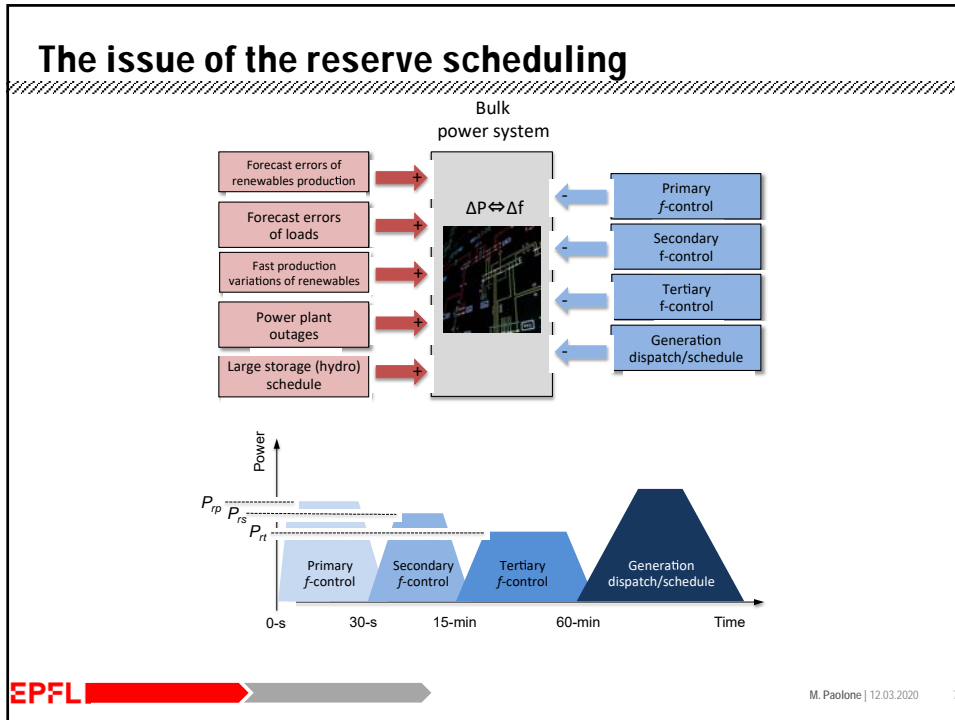 The issue of the reserve scheduling
Bulk
power system
Forecast errors of
renewables production
+
Forecast errors
of loads
+
Fast production
variations of renewables
+
Power plant
outages
+
Large storage (hydro)
schedule
+
ΔP⇔Δf
-
Primary
f-control
-
Secondary
f-control
-
Tertiary
f-control
-
Generation
dispatch/schedule
Power
Prp
Prs
Prt
Primary
f-control
Secondary
f-control
Tertiary
f-control
Generation
dispatch/schedule
0-s
30-s
15-min
60-min
Time
EPFL
M. Paolone | 12.03.2020